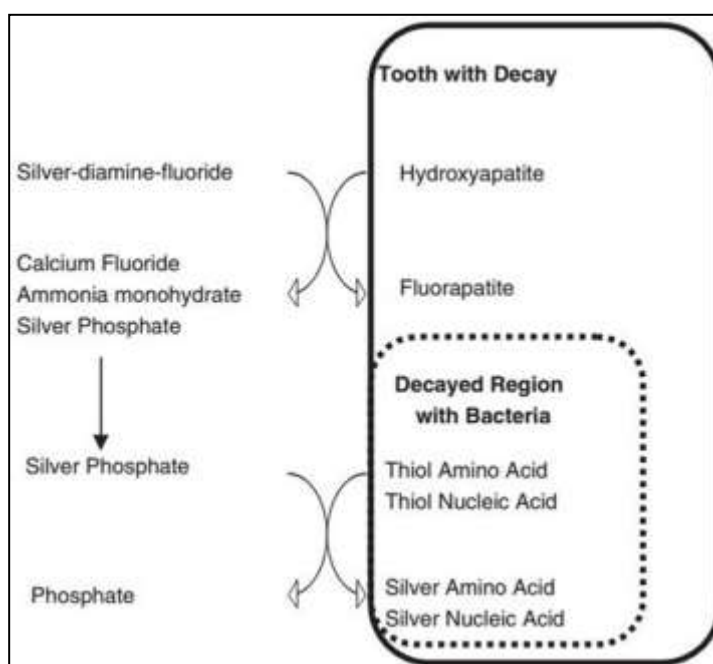 Tooth with Decay
Silver-diamine-fluoride
Hydroxyapatite
Calcium Fluoride
Ammonia monohydrate
Silver Phosphate
Fluorapatite
Decayed Region
with Bacteria
Silver Phosphate
Thiol Amino Acid
Thiol Nucleic Acid
Phosphate
Silver Amino Acid
Silver Nucleic Acid